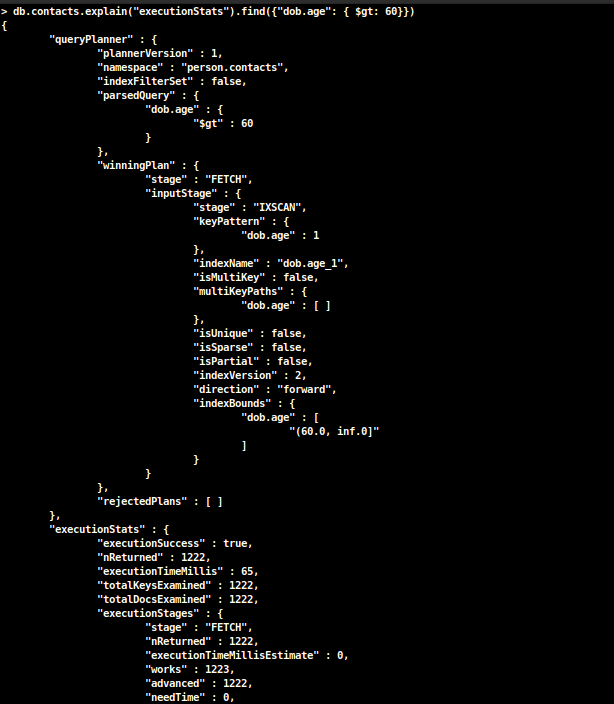 > db.contacts.explain("executionStats").find({"dob.age": { $gt: 60}})
{
"queryPlanner" : {
"plannerVersion" : 1,
"namespace" : "person.contacts",
"indexFilterSet" : false,
"parsedQuery" : {
"dob.age" : {
"$gt" : 60
}
},
"winningPlan" : {
"stage" : "FETCH",
"inputStage" : {
"stage" : "IXSCAN",
"keyPattern" : {
"dob.age" : 1
},
"indexName" : "dob.age_1",
"isMultiKey" : false,
"multiKeyPaths" : {
"dob.age" : [ ]
},
"isUnique" : false,
"isSparse" : false,
"isPartial" : false,
"indexVersion" : 2,
"direction" : "forward",
"indexBounds" : {
"dob.age" : [
"(60.0, inf.0]"
]
}
}
},
"rejectedPlans" : [ ]
},
"executionStats" : {
"executionSuccess" : true,
"nReturned" : 1222,
"executionTimeMillis" : 65,
"totalKeysExamined" : 1222,
"totalDocsExamined" : 1222,
"executionStages" : {
"stage" : "FETCH",
"nReturned" : 1222,
"executionTimeMillisEstimate" : 0,
"works" : 1223,
"advanced" : 1222,
"needTime" : 0,